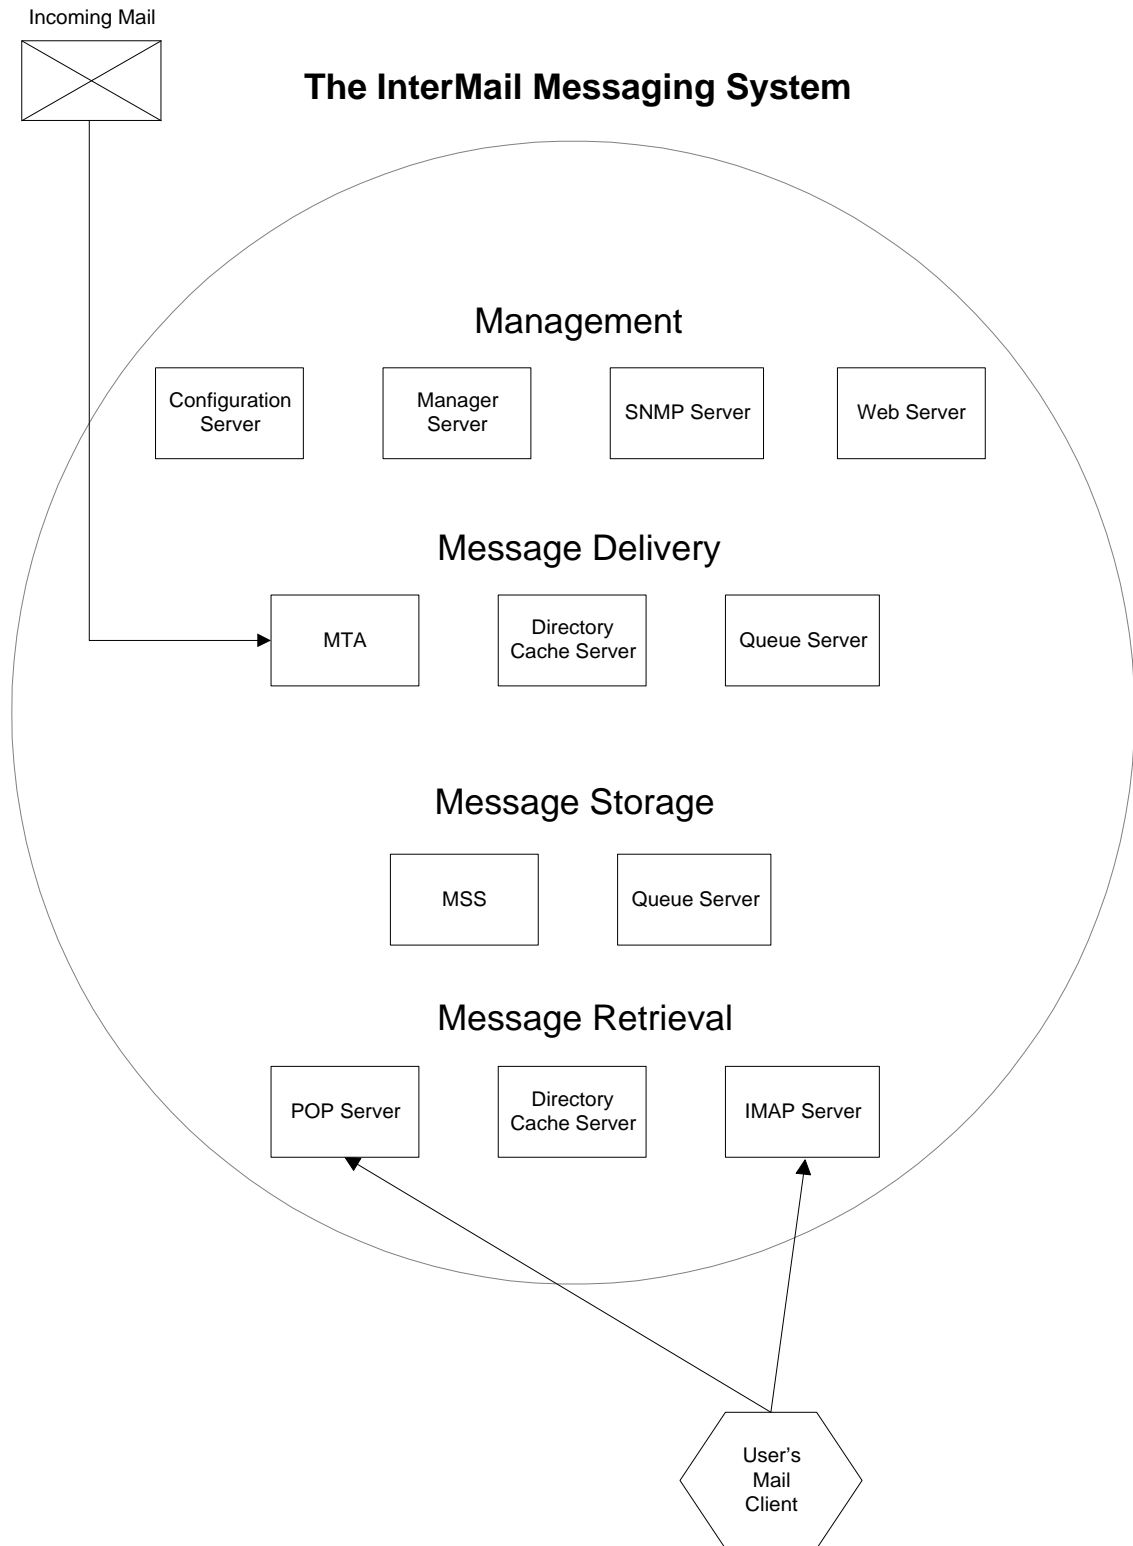 Incoming Mail
The InterMail Messaging System
Management
Configuration
Server
Manager
Server
SNMP Server
Web Server
Message Delivery
MTA
Directory
Cache Server
Queue Server
Message Storage
MSS
Queue Server
Message Retrieval
POP Server
Directory
Cache Server
IMAP Server
User's
Mail
Client